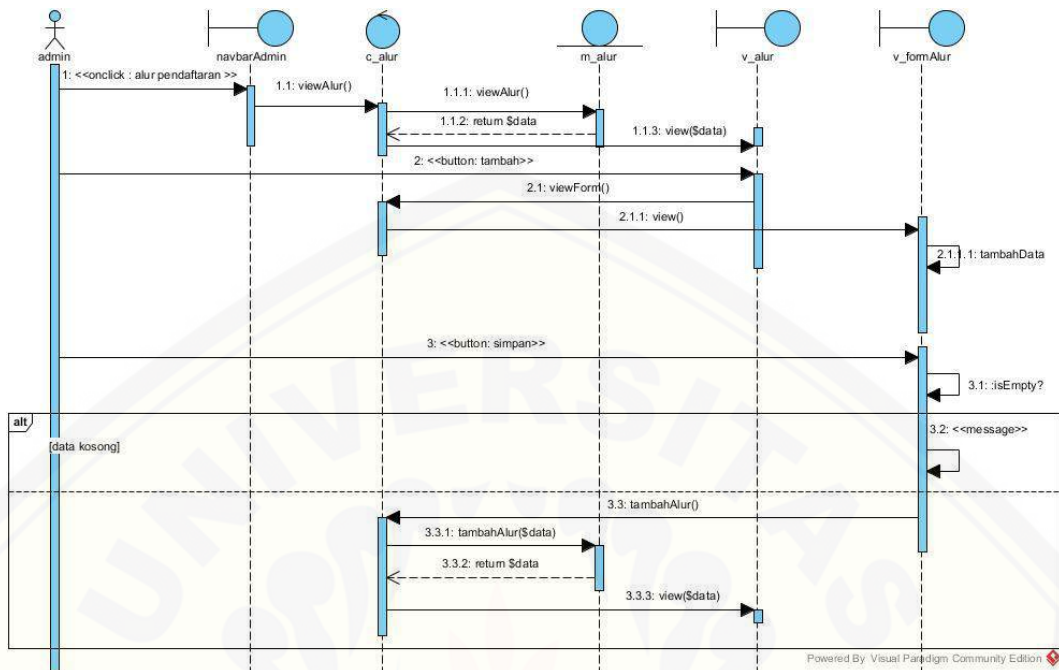 admin
navbarAdmin
c_alur
m_alur
v_alur
v_formAlur
1: <<onclick : alur pendaftaran >>
1.1: viewAlur()
1.1.1: viewAlur()
1.1.2: return $data
1.1.3: view($data)
2: <<button: tambah>>
2.1: viewForm()
2.1.1: view()
2.1.1.1: tambahData
3: <<button: simpan>>
3.1: :isEmpty?
alt
3.2: <<message>>
[data kosong]
3.3: tambahAlur()
3.3.1: tambahAlur($data)
3.3.2: return $data
3.3.3: view($data)
UNIVERSITAS
Powered By Visual Paradigm Community Edition